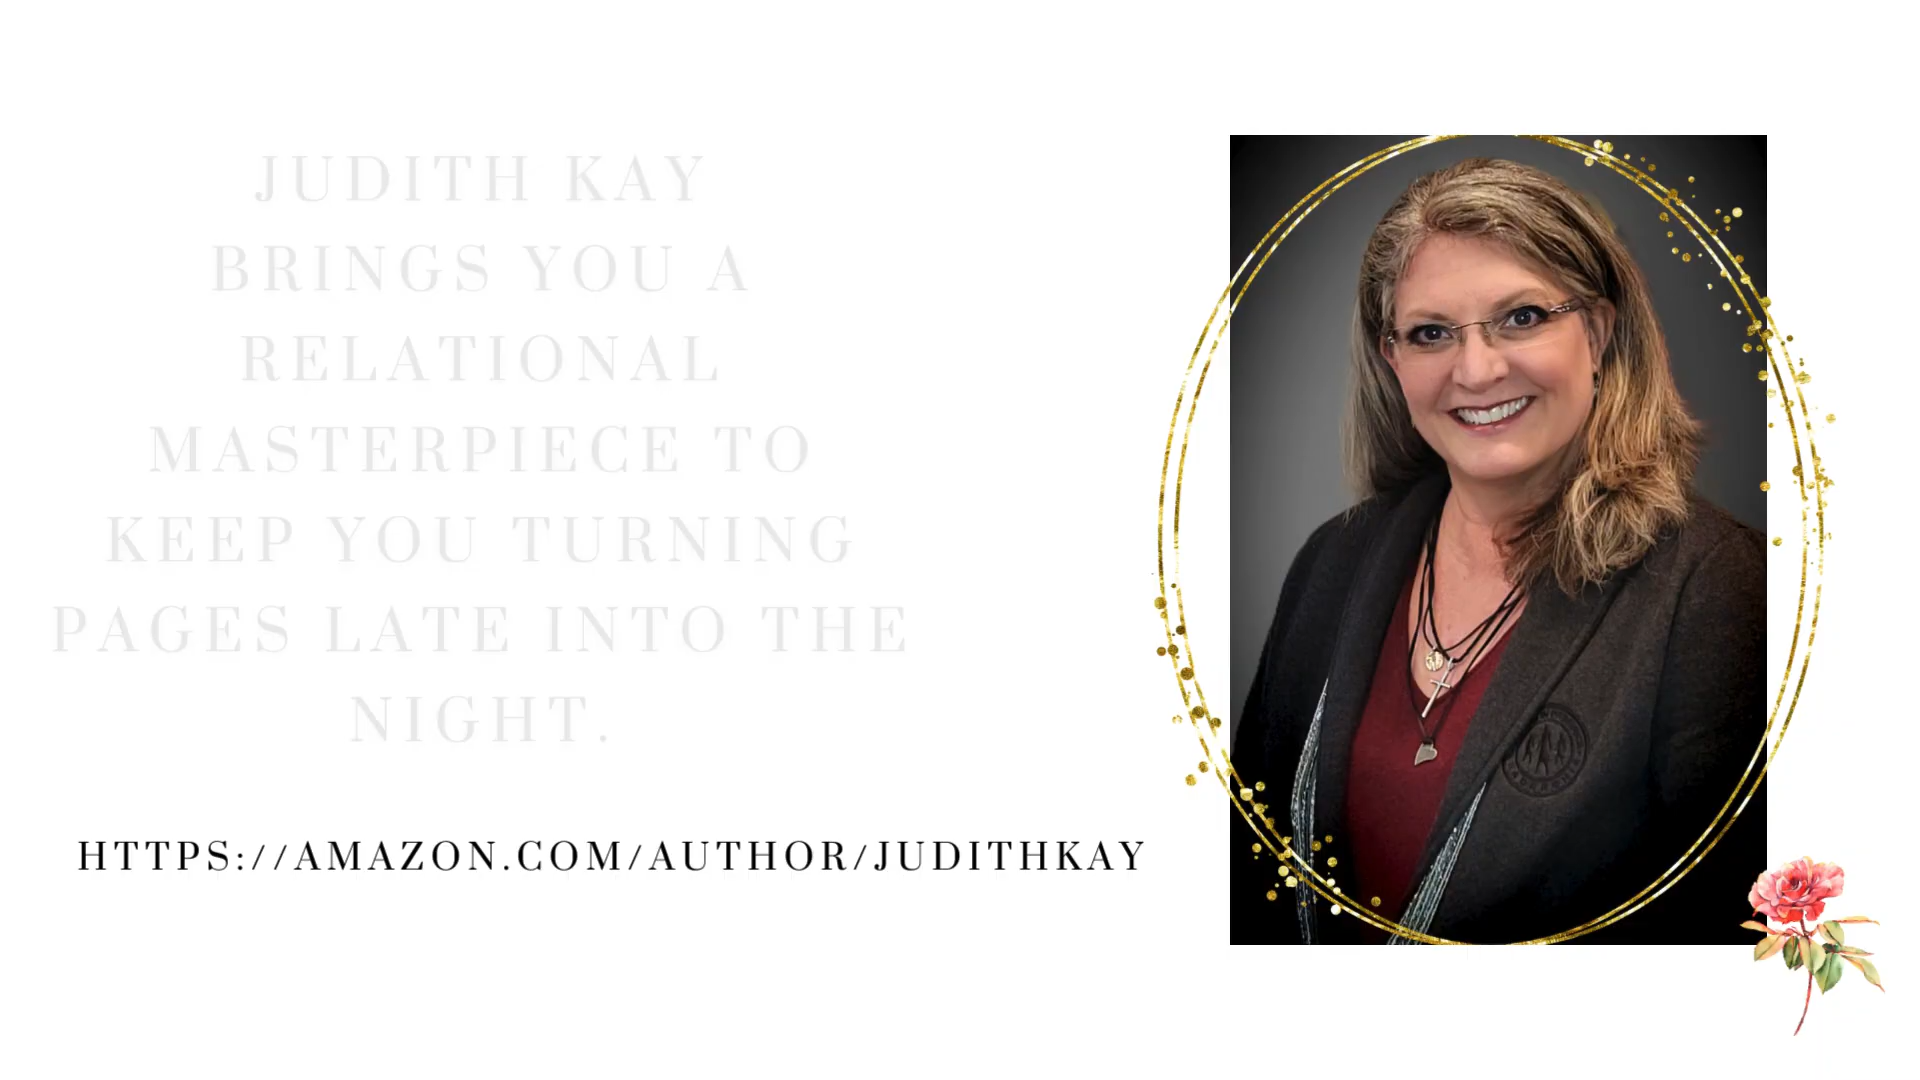 JUDITH KAY
BRINGS YOU A
RELATIONAL
MASTERPIECE TO
KEEP YOU TURNING
PAGES LATE INTO THE
NIGHT.
HTTPS://AMAZON.COM/AUTHOR/JUDITHKAY